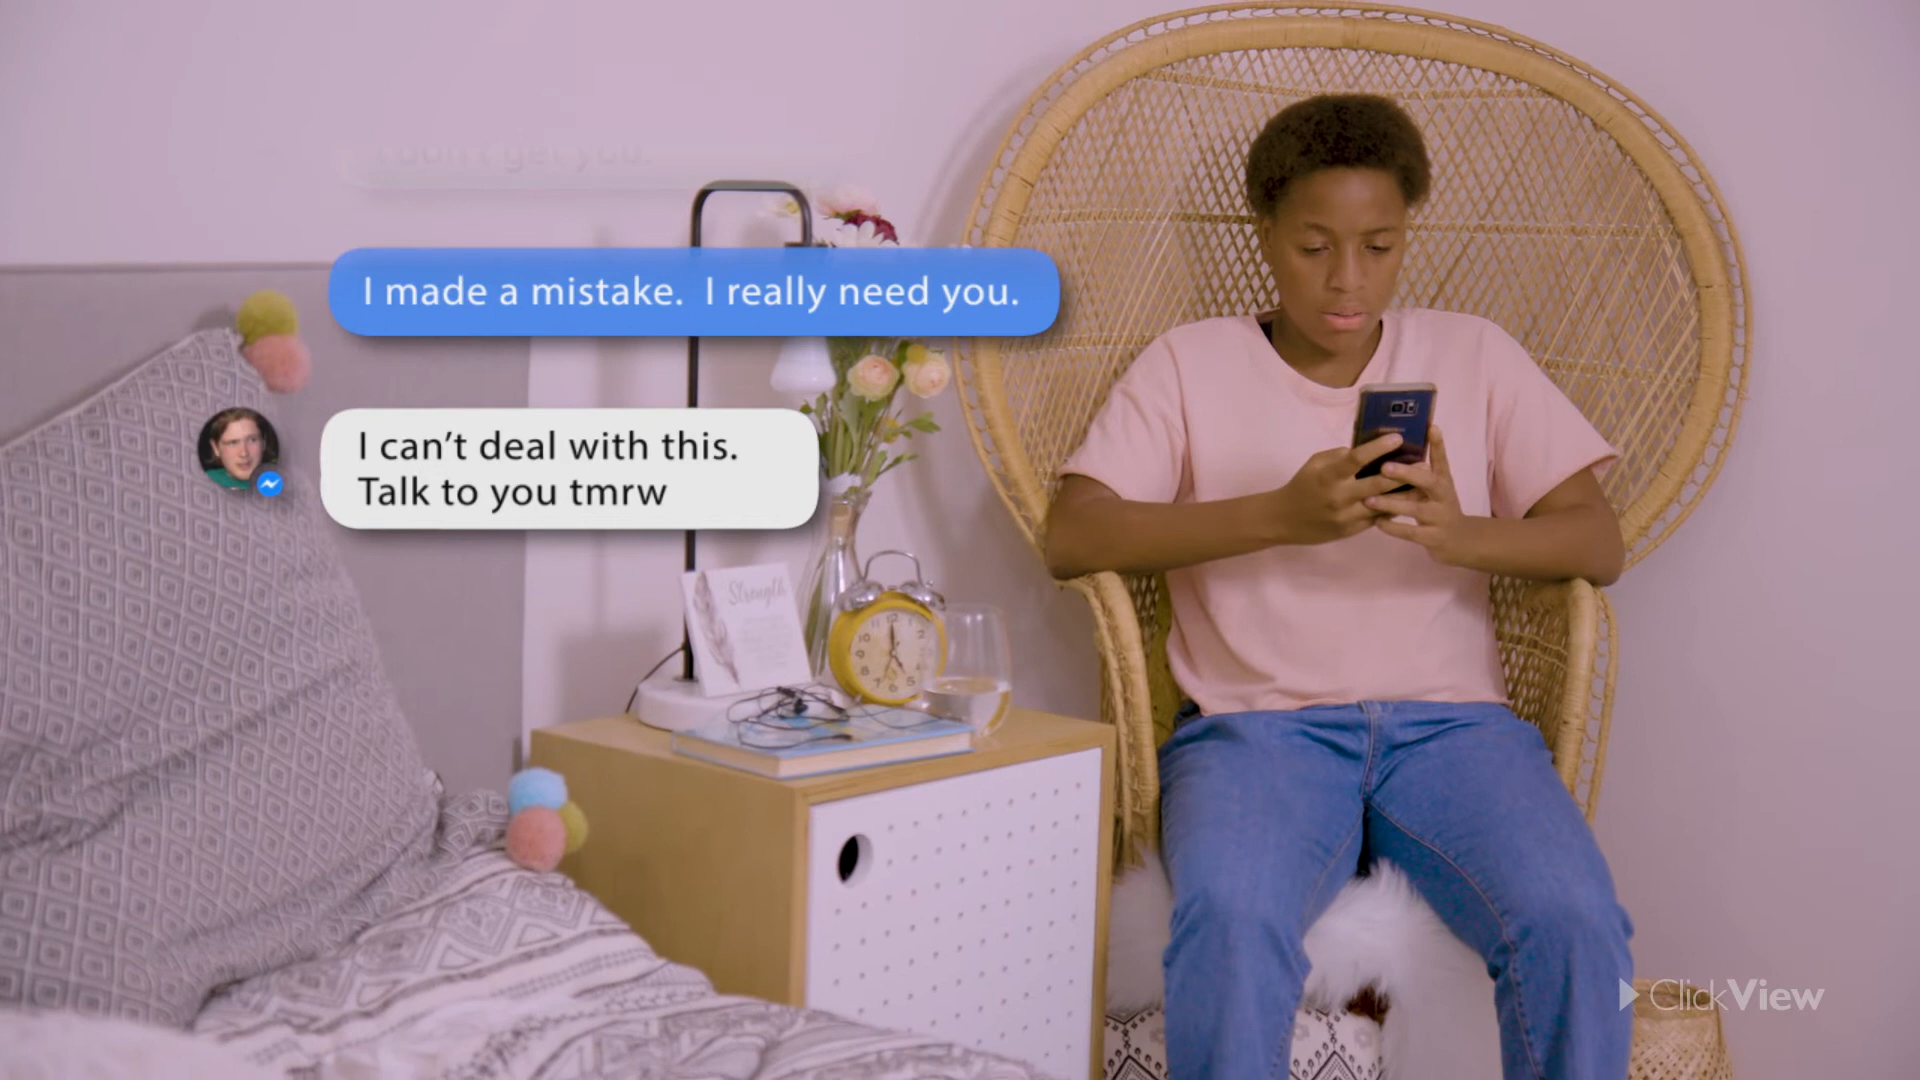 I made a mistake.  I really need you.
I can't deal with this.
Talk to you tmrw
Strength
ClickView